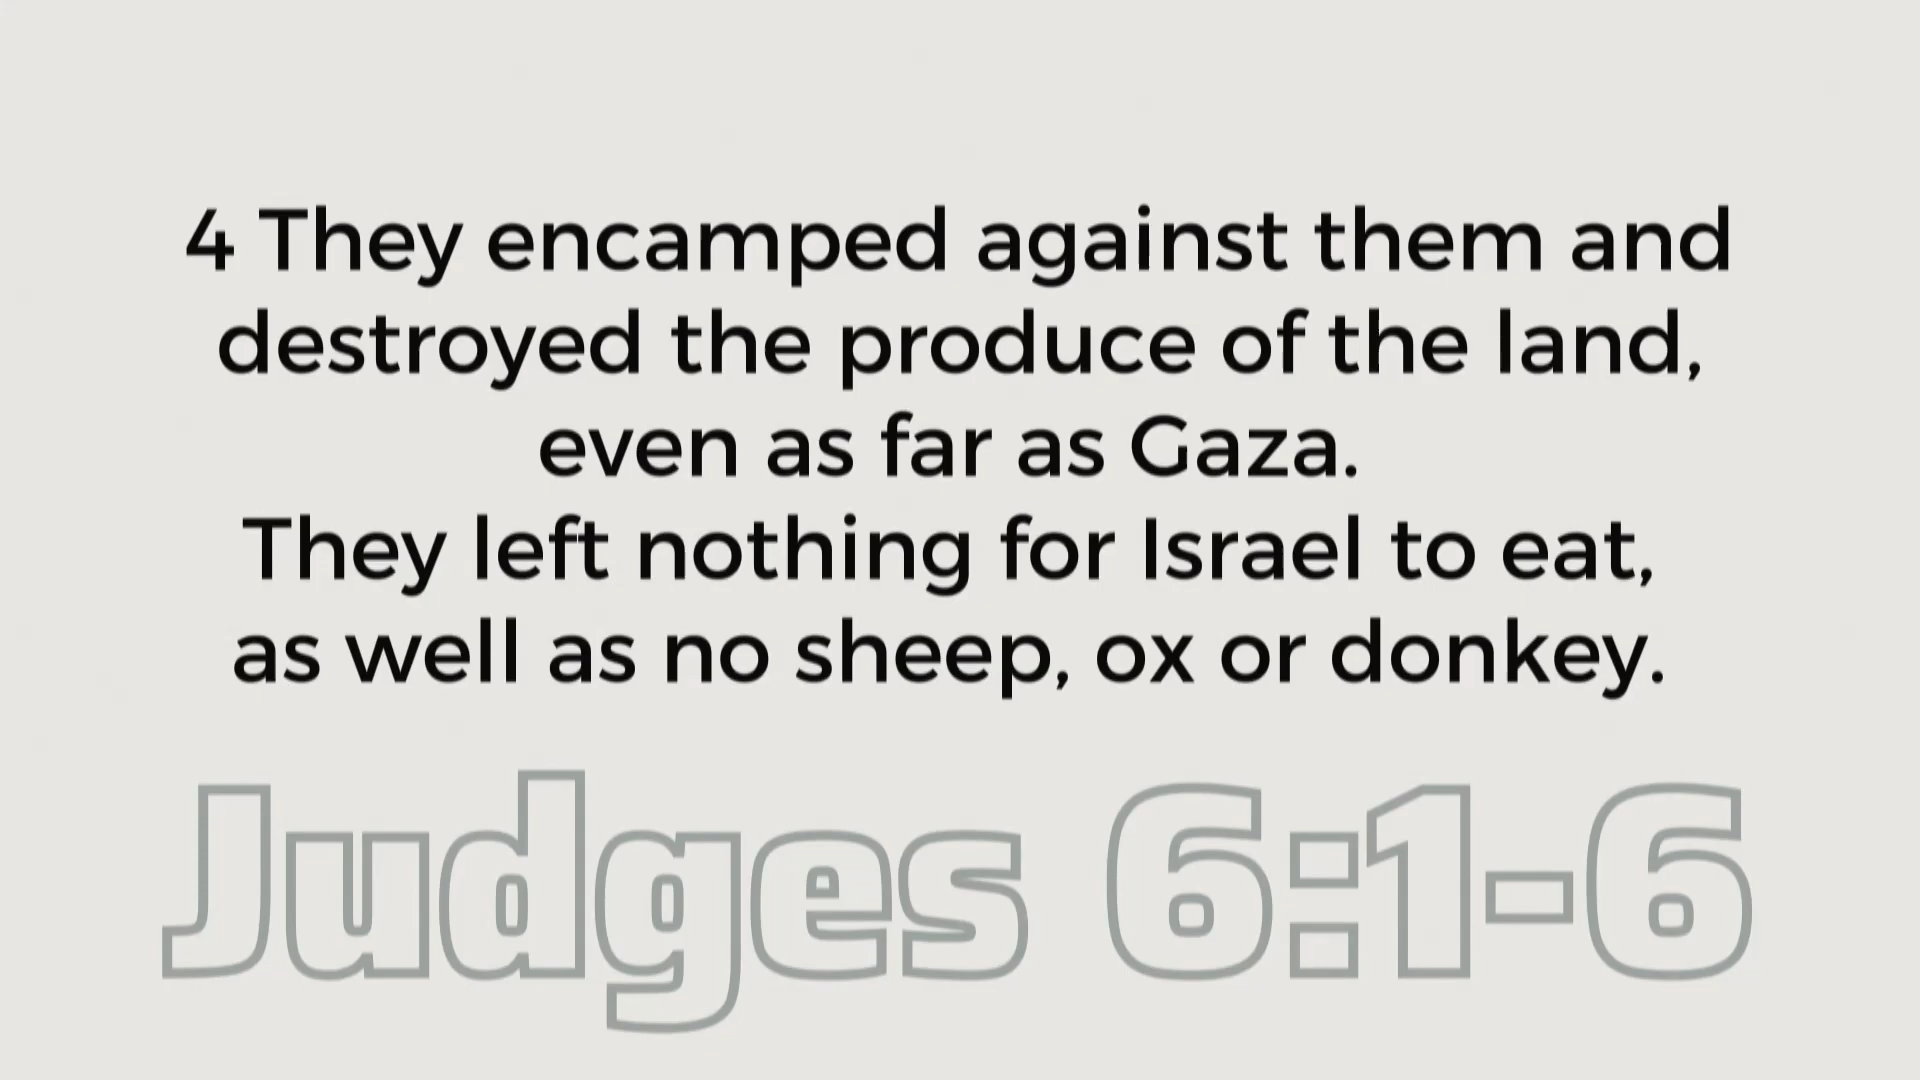 4 They encamped against them and
destroyed the produce of the land,
even as far as Gaza.
They left nothing for Israel to eat,
as well as no sheep, ox or donkey.
Judges 6:1-6